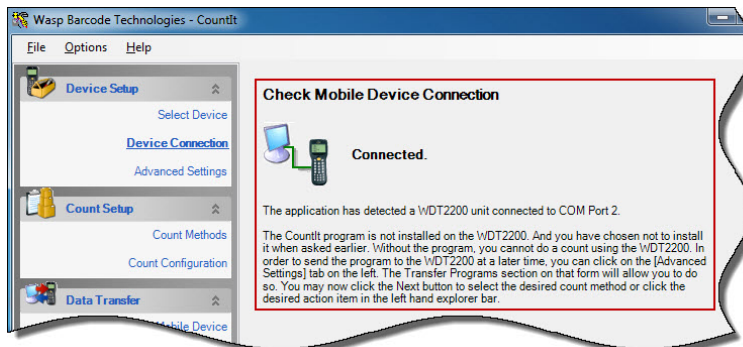 Wasp Barcode Technologies - CountIt
File Options Help
Device Setup
Select Device
Device Connection
Advanced Settings
Count Setup
Count Methods
Count Configuration
Data Transfer
Mobile Device
Check Mobile Device Connection
Connected.
The application has detected a WDT2200 unit connected to COM Port 2.
The CountIt program is not installed on the WDT2200. And you have chosen not to install
it when asked earlier. Without the program, you cannot do a count using the WDT2200. In
order to send the program to the WDT2200 at a later time, you can click on the [Advanced
Settings] tab on the left. The Transfer Programs section on that form will allow you to do
so. You may now click the Next button to select the desired count method or click the
desired action item in the left hand explorer bar.